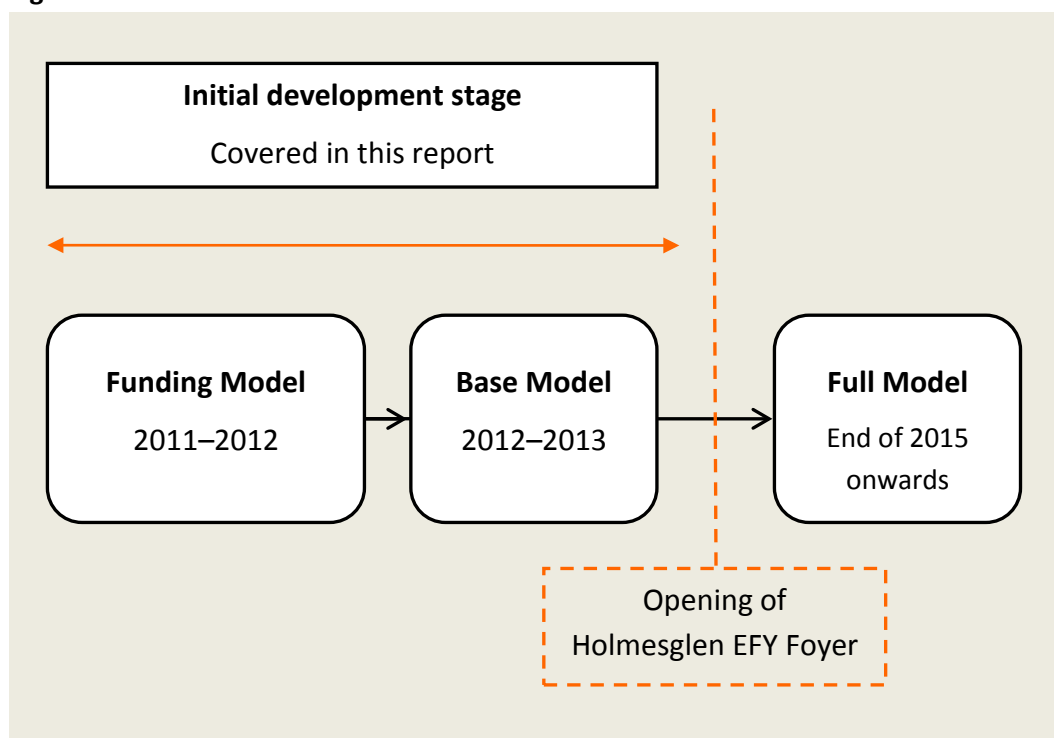 Initial development stage
Covered in this report
Funding Model
2011–2012
Base Model
2012–2013
Full Model
End of 2015
onwards
Opening of
Holmesglen EFY Foyer